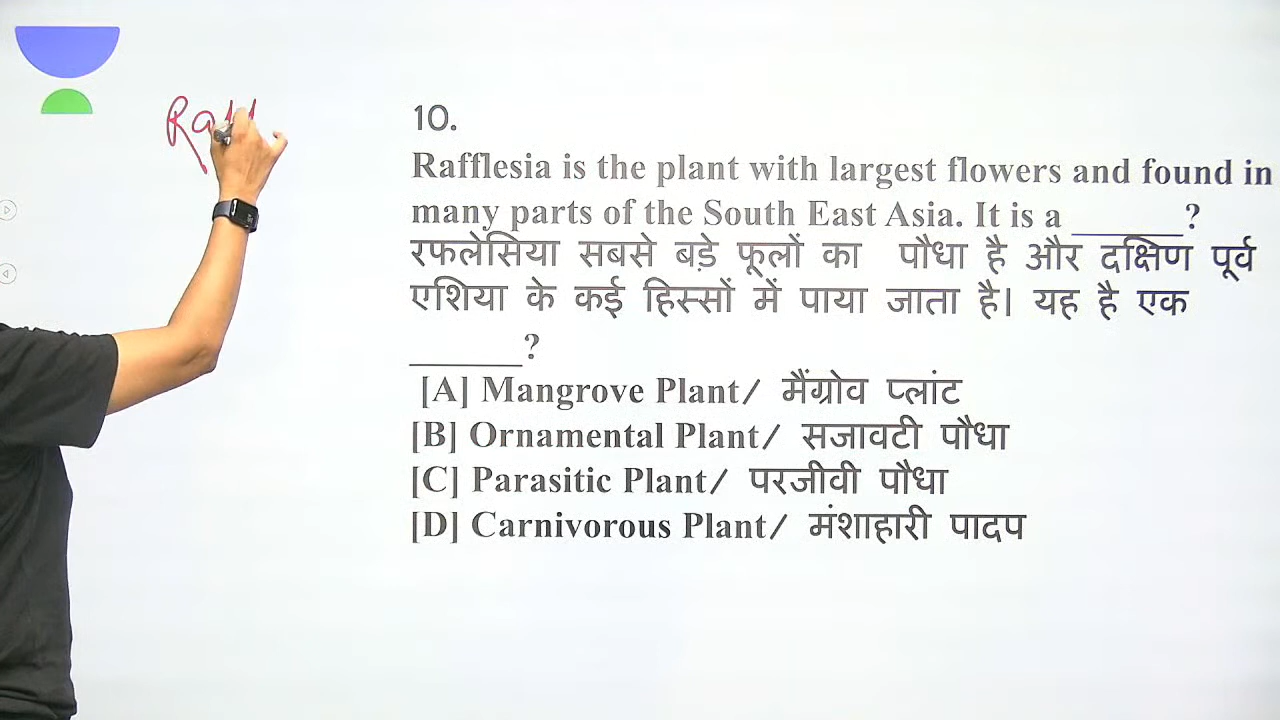 10.
Rafflesia is the plant with largest flowers and found in
many parts of the South East Asia. It is a ______?
रफलेसिया सबसे बड़े फूलों का पौधा है और दक्षिण पूर्व
एशिया के कई हिस्सों में पाया जाता है। यह है एक
______?
[A] Mangrove Plant/ मैंग्रोव प्लांट
[B] Ornamental Plant/ सजावटी पौधा
[C] Parasitic Plant/ परजीवी पौधा
[D] Carnivorous Plant/ मंशाहारी पादप